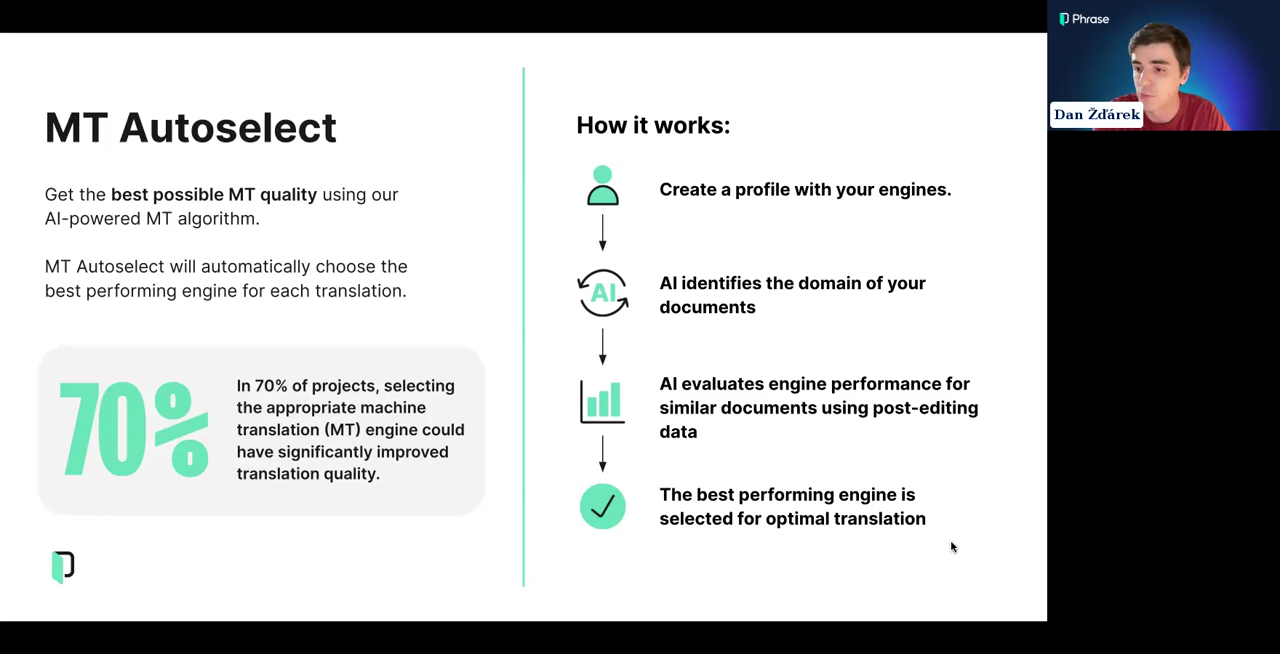 MT Autoselect
Get the best possible MT quality using our
AI-powered MT algorithm.
MT Autoselect will automatically choose the
best performing engine for each translation.
70%
In 70% of projects, selecting
the appropriate machine
translation (MT) engine could
have significantly improved
translation quality.
How it works:
Create a profile with your engines.
AI
AI identifies the domain of your
documents
AI evaluates engine performance for
similar documents using post-editing
data
The best performing engine is
selected for optimal translation
Phrase
Dan Žďárek